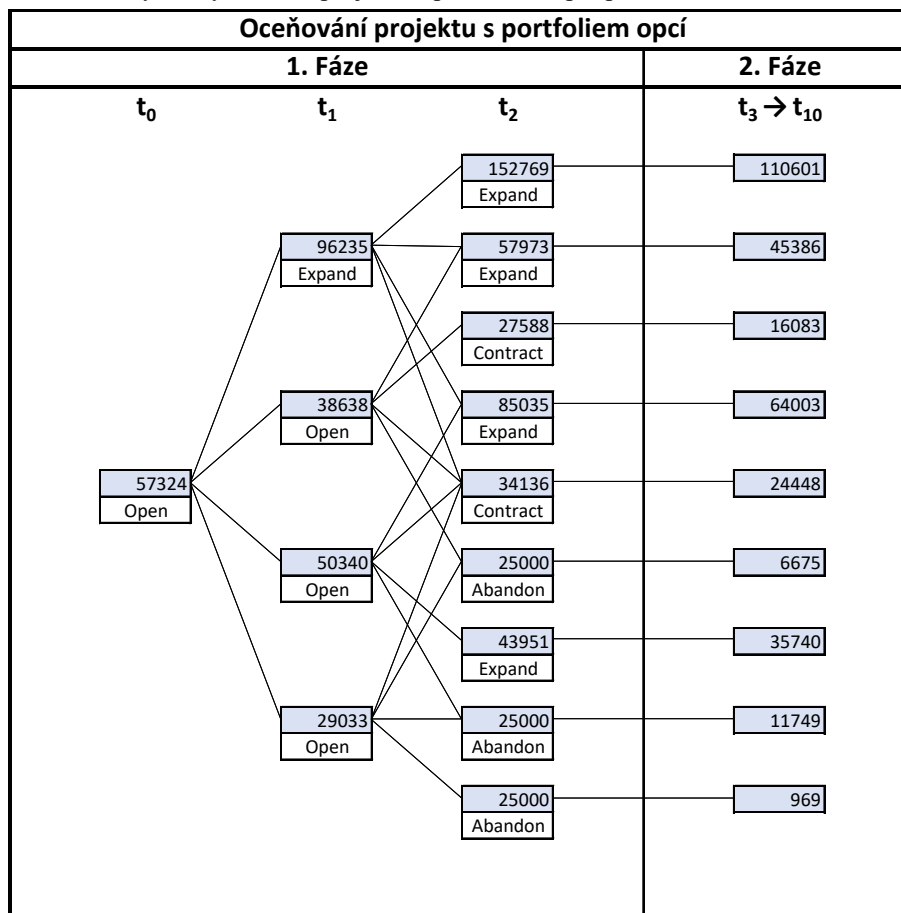 Oceňování projektu s portfoliem opcí
1. Fáze 2. Fáze
t0 t1 t2 t3 → t10
152769 110601
Expand
96235 57973 45386
Expand Expand
27588 16083
Contract
38638 85035 64003
Open Expand
57324 34136 24448
Open Contract
50340 25000 6675
Open Abandon
43951 35740
Expand
29033 25000 11749
Open Abandon
25000 969
Abandon